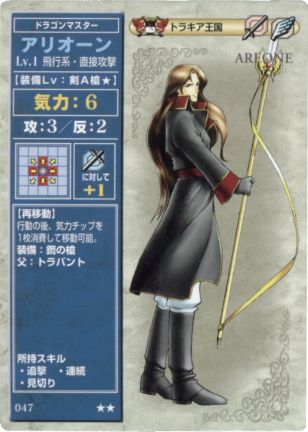 ドラゴンマスター
アリオーン
Lv.1 飛行系・直接攻撃
【装備Lv:剣A槍★】
気力:6
攻:3/反:2
に対して
+1
【再移動】
行動の後、気力チップを
1枚消費して移動可能。
装備:鋼の槍
父:トラバント
所持スキル
・追撃 ・連続
・見切り
047
★★
トラキア王国
AREONE